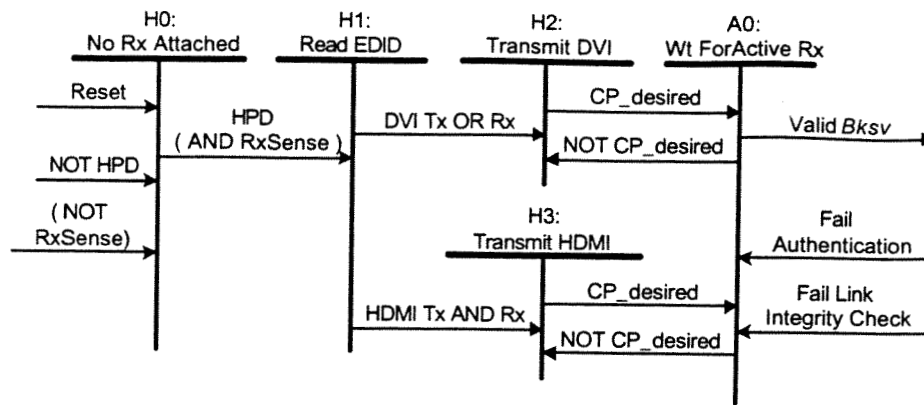 H0:
No Rx Attached
H1:
Read EDID
H2:
Transmit DVI
A0:
Wt ForActive Rx
Reset
HPD
( AND RxSense )
NOT HPD
( NOT
RxSense)
DVI Tx OR Rx
CP_desired
NOT CP_desired
Valid Bksv
H3:
Transmit HDMI
Fail
Authentication
HDMI Tx AND Rx
CP_desired
NOT CP_desired
Fail Link
Integrity Check